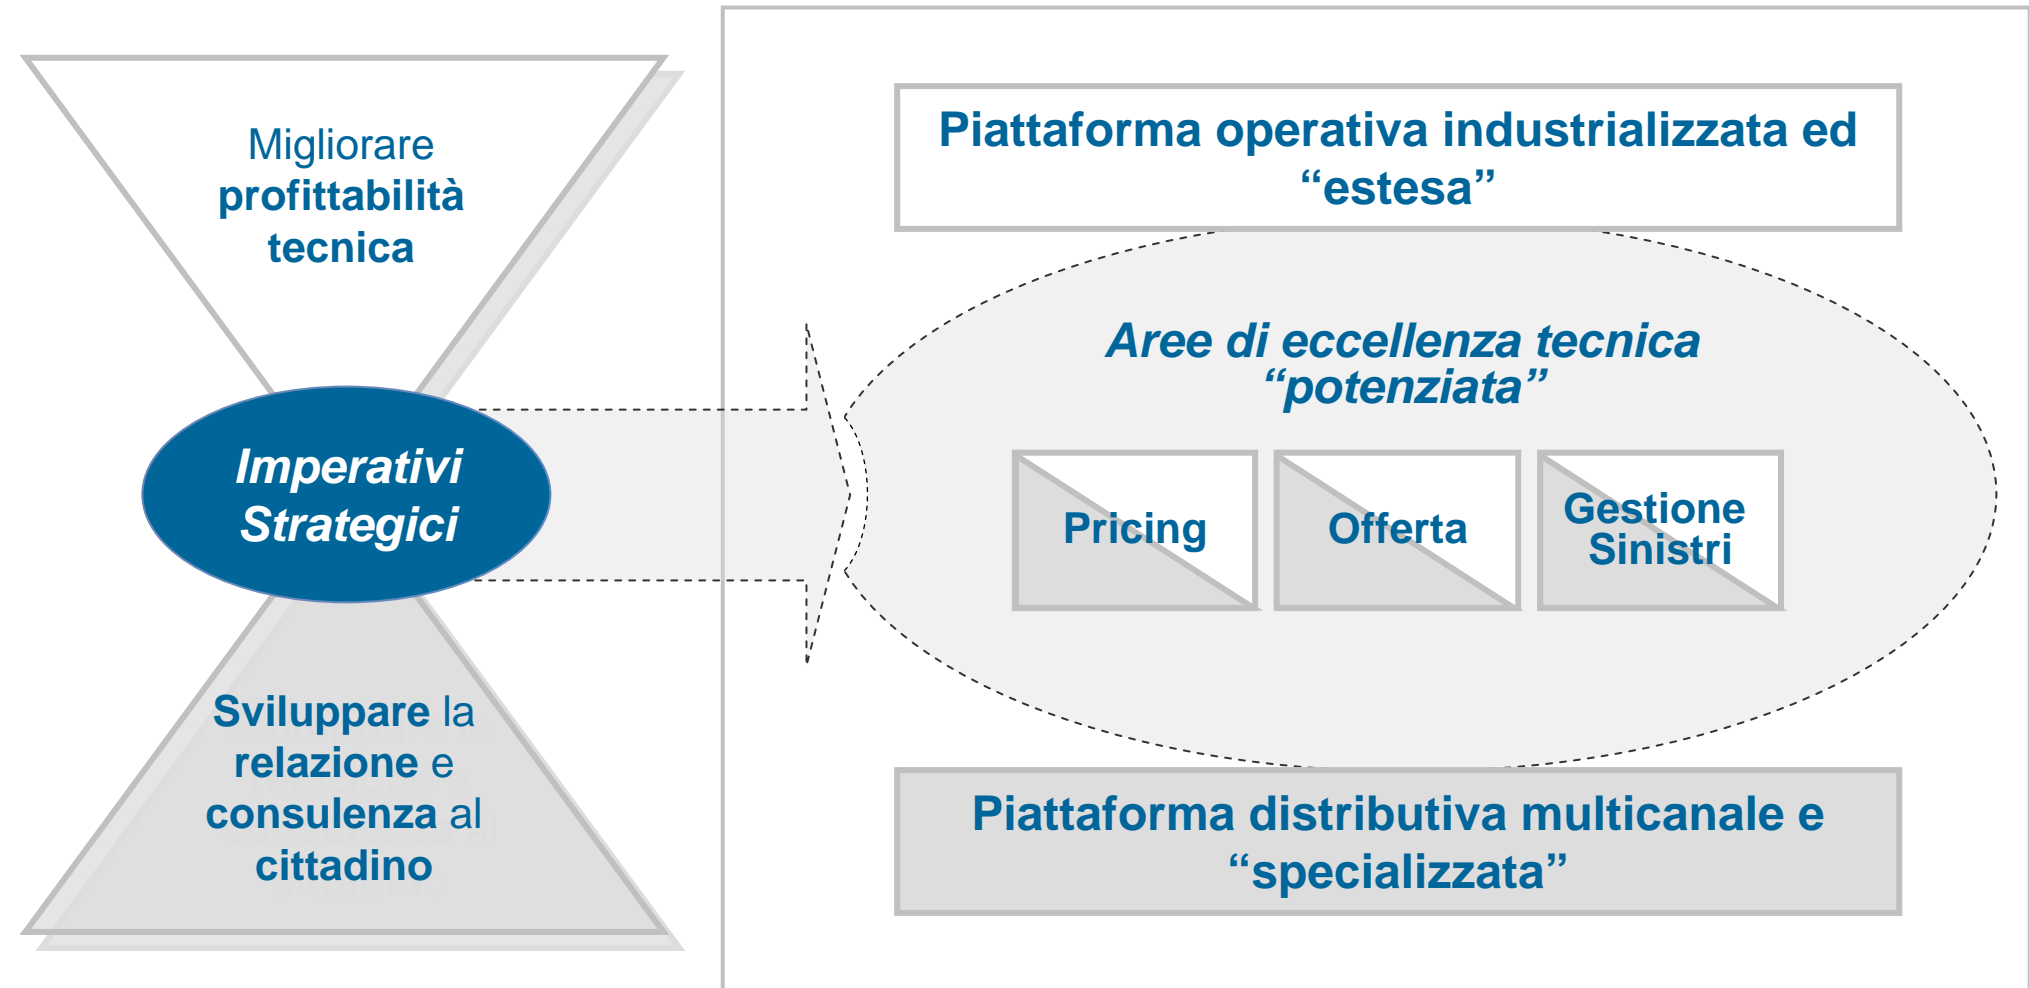 Migliorare
profittabilità
tecnica
Imperativi
Strategici
Sviluppare la
relazione e
consulenza al
cittadino
Piattaforma operativa industrializzata ed
“estesa”
Aree di eccellenza tecnica
“potenziata”
Pricing
Offerta
Gestione
Sinistri
Piattaforma distributiva multicanale e
“specializzata”